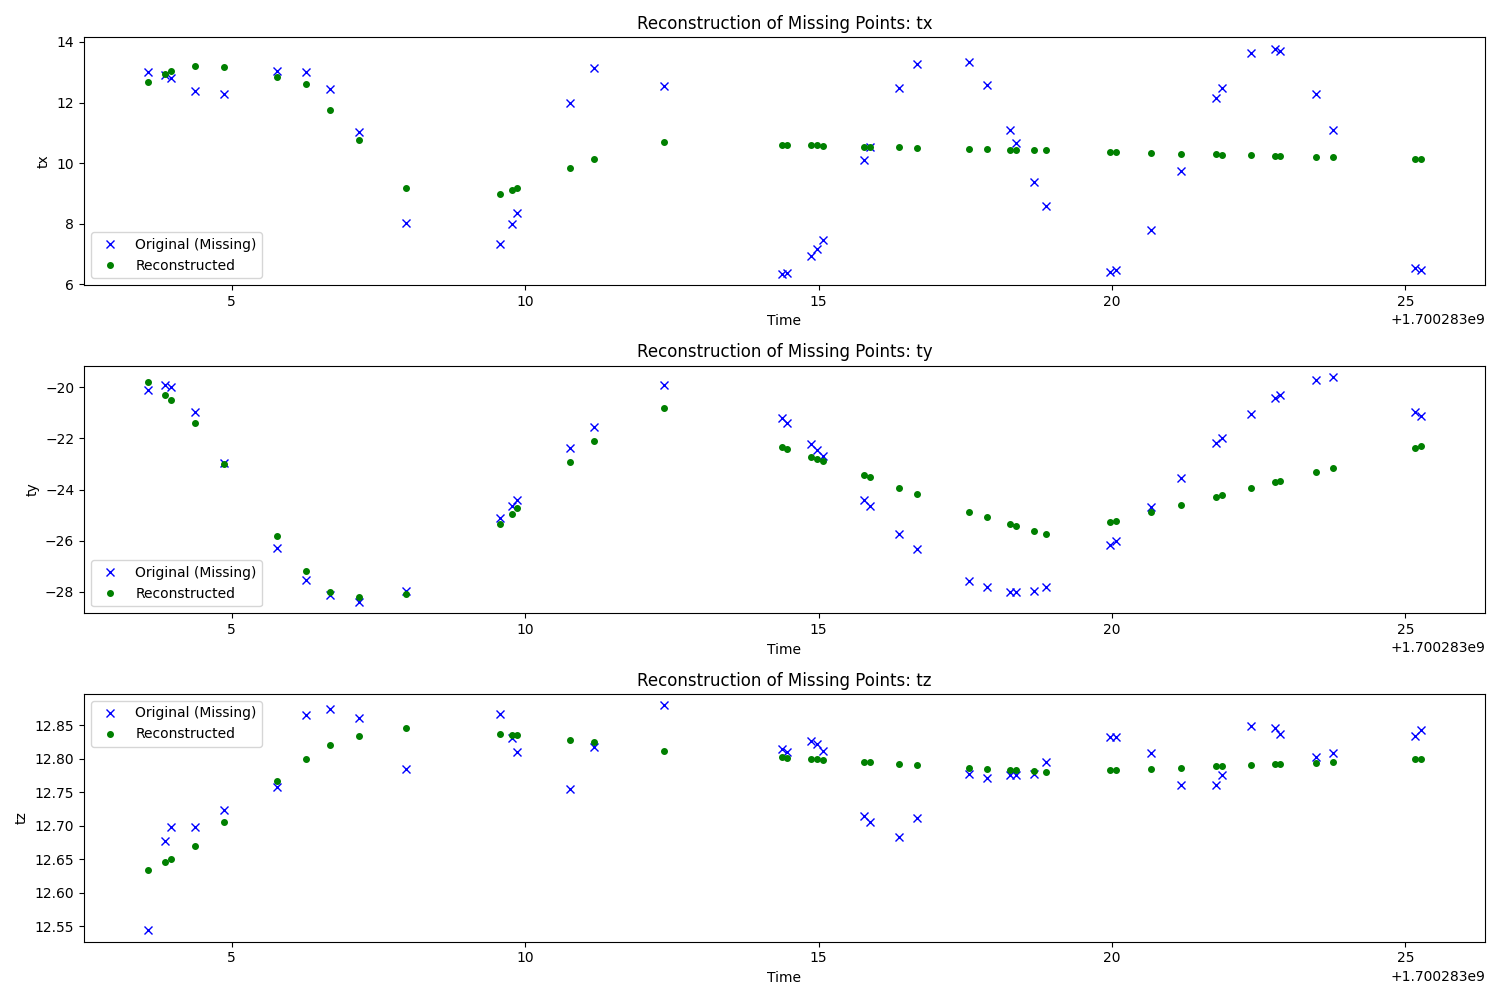 Reconstruction of Missing Points: tx
14
12
10
8
6
tx
Original (Missing)
Reconstructed
5 10 15 20 25
Time
+1.700283e9
Reconstruction of Missing Points: ty
−20
−22
−24
−26
−28
ty
Original (Missing)
Reconstructed
5 10 15 20 25
Time
+1.700283e9
Reconstruction of Missing Points: tz
12.85
12.80
12.75
12.70
12.65
12.60
12.55
tz
Original (Missing)
Reconstructed
5 10 15 20 25
Time
+1.700283e9